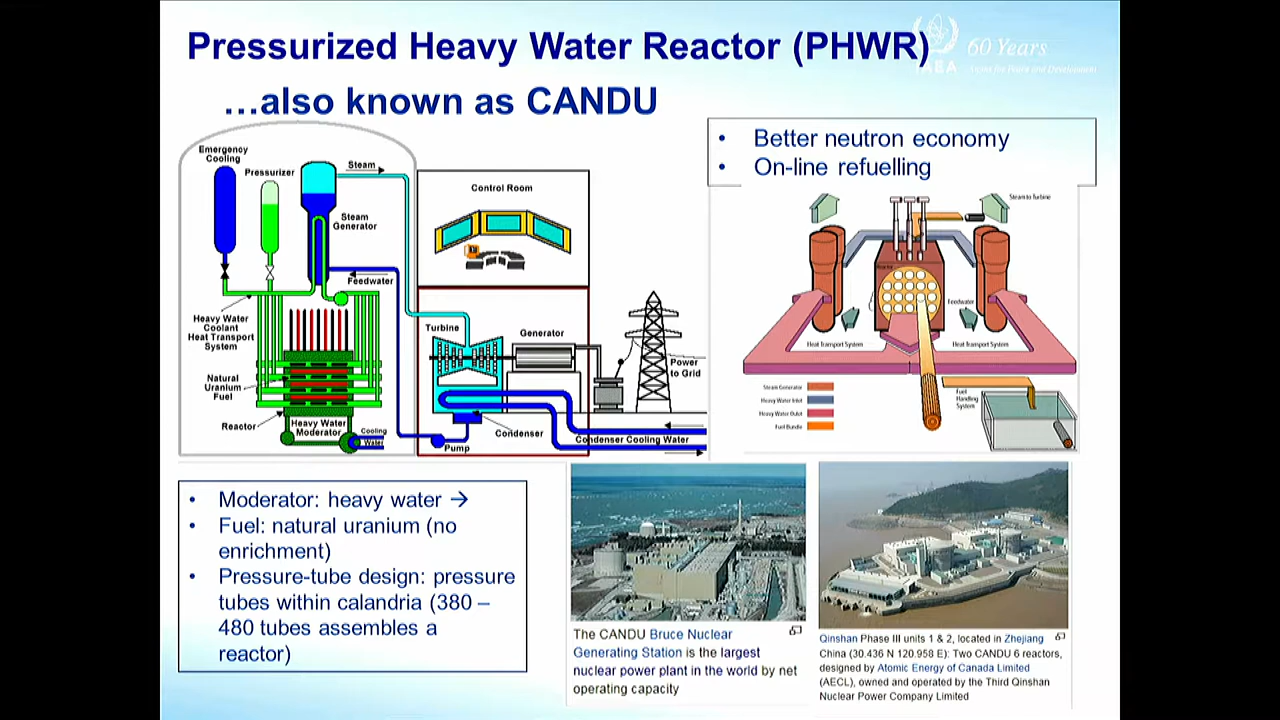 Pressurized Heavy Water Reactor (PHWR)
60 Years
…also known as CANDU
• Better neutron economy
• On-line refuelling
Emergency
Cooling
Pressurizer
Steam
Steam
Generator
Feedwater
Heavy Water
Coolant
Heat Transport
System
Natural
Uranium
Fuel
Reactor
Heavy Water
Moderator
Cooling
Water
Control Room
Turbine
Generator
Power
to Grid
Condenser
Condenser Cooling Water
Pump
Steam to Turbine
Reactor
Feedwater
Heat Transport System
Heat Transport System
Steam Generator
Heavy Water Inlet
Heavy Water Outlet
Fuel Bundle
Fuel
Handling
System
• Moderator: heavy water →
• Fuel: natural uranium (no
enrichment)
• Pressure-tube design: pressure
tubes within calandria (380 –
480 tubes assembles a
reactor)
The CANDU Bruce Nuclear
Generating Station is the largest
nuclear power plant in the world by net
operating capacity
Qinshan Phase III units 1 & 2, located in Zhejiang
China (30.436 N 120.958 E): Two CANDU 6 reactors,
designed by Atomic Energy of Canada Limited
(AECL), owned and operated by the Third Qinshan
Nuclear Power Company Limited